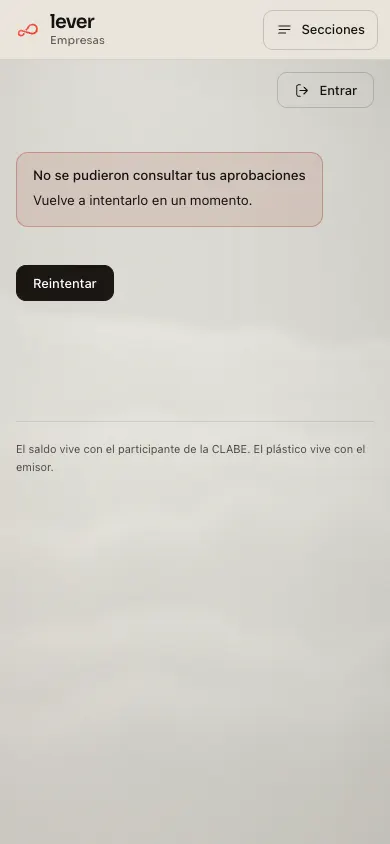 lever
Empresas
Secciones
Entrar
No se pudieron consultar tus aprobaciones
Vuelve a intentarlo en un momento.
Reintentar
El saldo vive con el participante de la CLABE. El plástico vive con el
emisor.